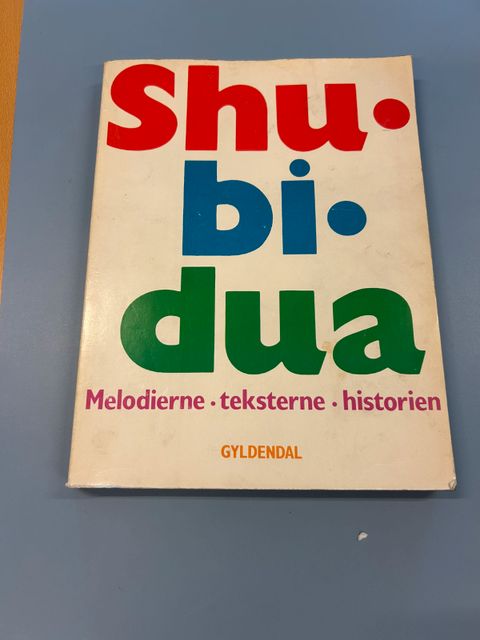 Shu•
bi•
dua
Melodierne • teksterne • historien
GYLDENDAL